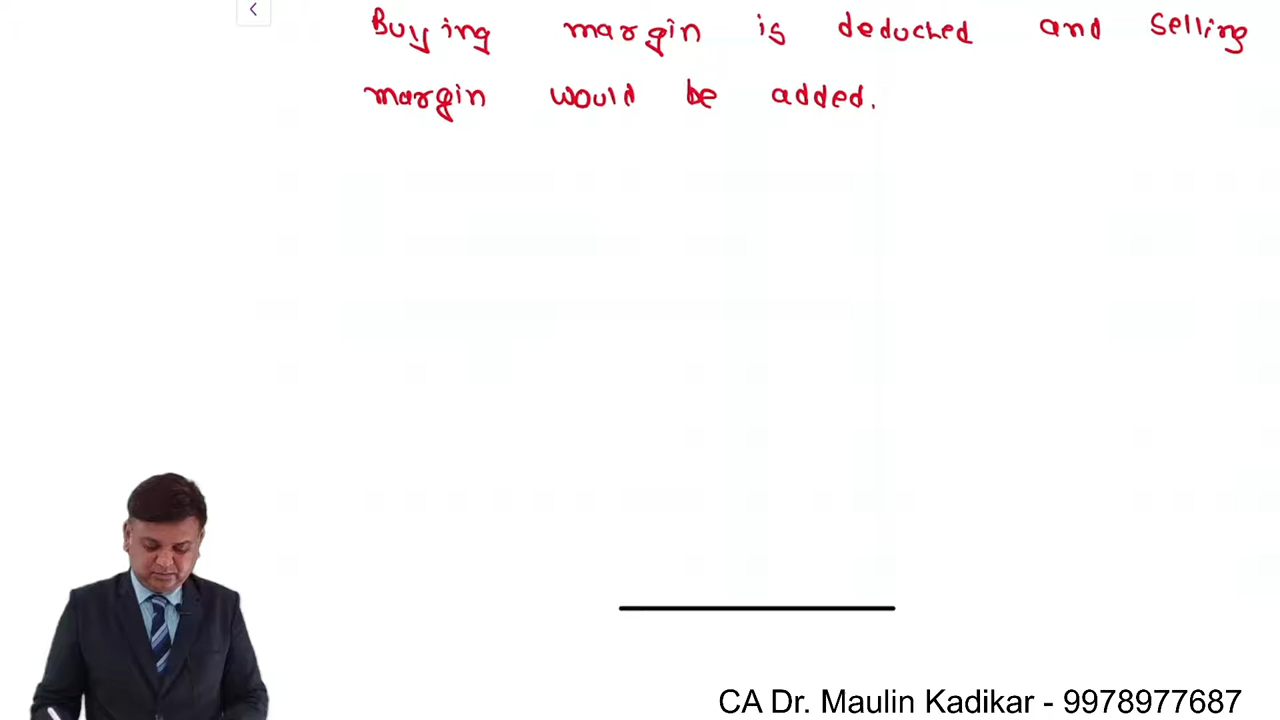 Buying margin is deducted and selling
margin would be added.
CA Dr. Maulin Kadikar - 9978977687